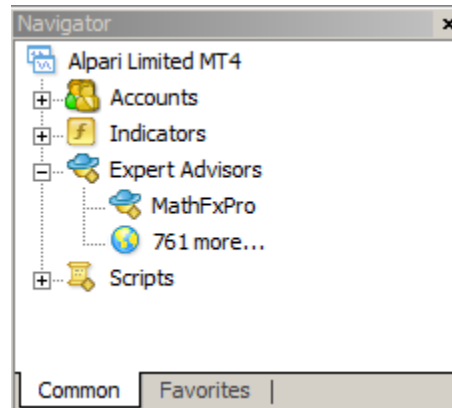 Navigator
Alpari Limited MT4
Accounts
Indicators
Expert Advisors
MathFxPro
761 more...
Scripts
Common Favorites